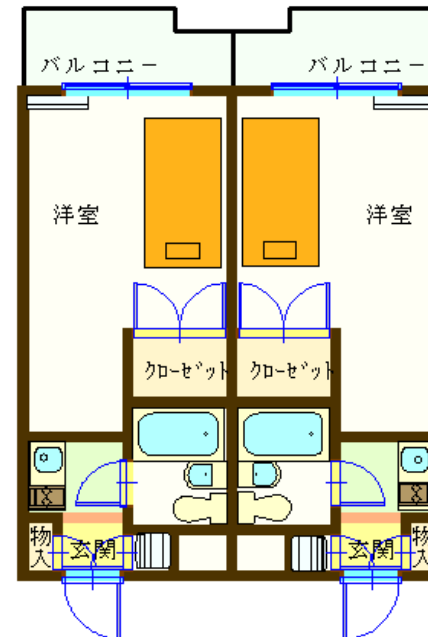 バルコニー バルコニー
洋室 洋室
クローゼット クローゼット
物入 玄関 玄関 物入